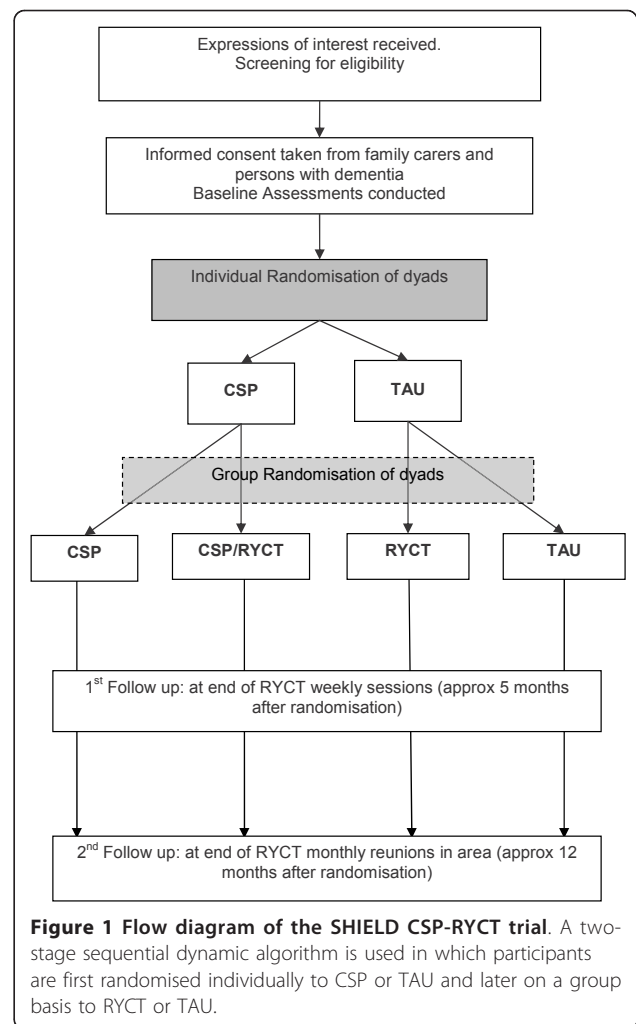 Expressions of interest received.
Screening for eligibility
Informed consent taken from family carers and
persons with dementia
Baseline Assessments conducted
Individual Randomisation of dyads
CSP
TAU
Group Randomisation of dyads
CSP
CSP/RYCT
RYCT
TAU
1st Follow up: at end of RYCT weekly sessions (approx 5 months
after randomisation)
2nd Follow up: at end of RYCT monthly reunions in area (approx 12
months after randomisation)
Figure 1 Flow diagram of the SHIELD CSP-RYCT trial. A two-
stage sequential dynamic algorithm is used in which participants
are first randomised individually to CSP or TAU and later on a group
basis to RYCT or TAU.